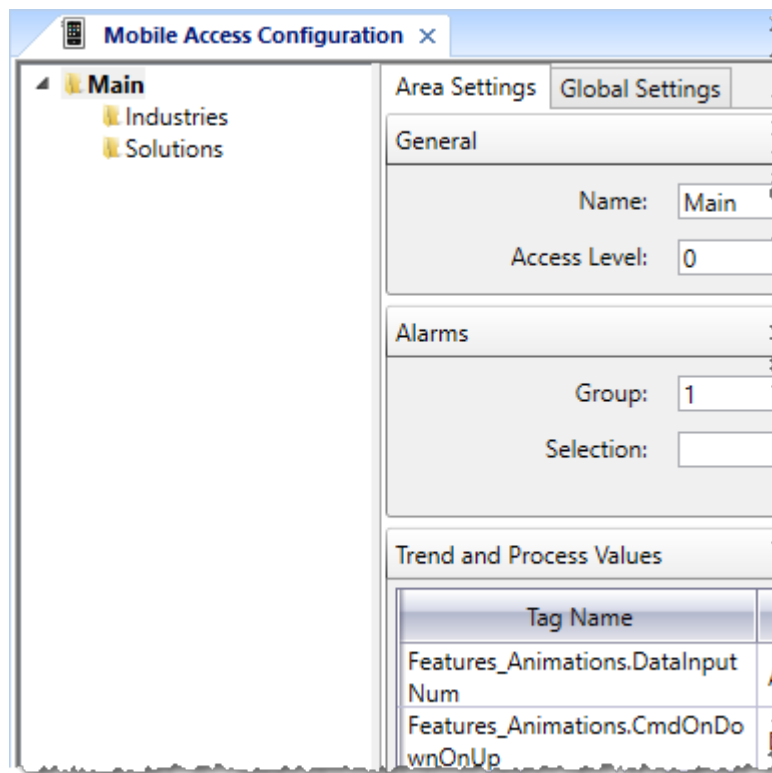 Mobile Access Configuration
Main
Industries
Solutions
Area Settings Global Settings
General
Name: Main
Access Level: 0
Alarms
Group: 1
Selection:
Trend and Process Values
Tag Name
Features_Animations.DataInput
Num
Features_Animations.CmdOnDo
wnOnUp